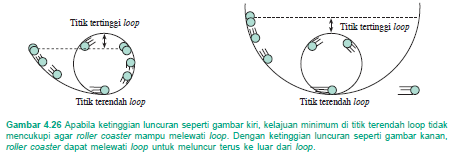 Titik tertinggi loop
Titik tertinggi loop
Titik terendah loop
Titik terendah loop
Gambar 4.26 Apabila ketinggian luncuran seperti gambar kiri, kelajuan minimum di titik terendah loop tidak
mencukupi agar roller coaster mampu melewati loop. Dengan ketinggian luncuran seperti gambar kanan,
roller coaster dapat melewati loop untuk meluncur terus ke luar dari loop.